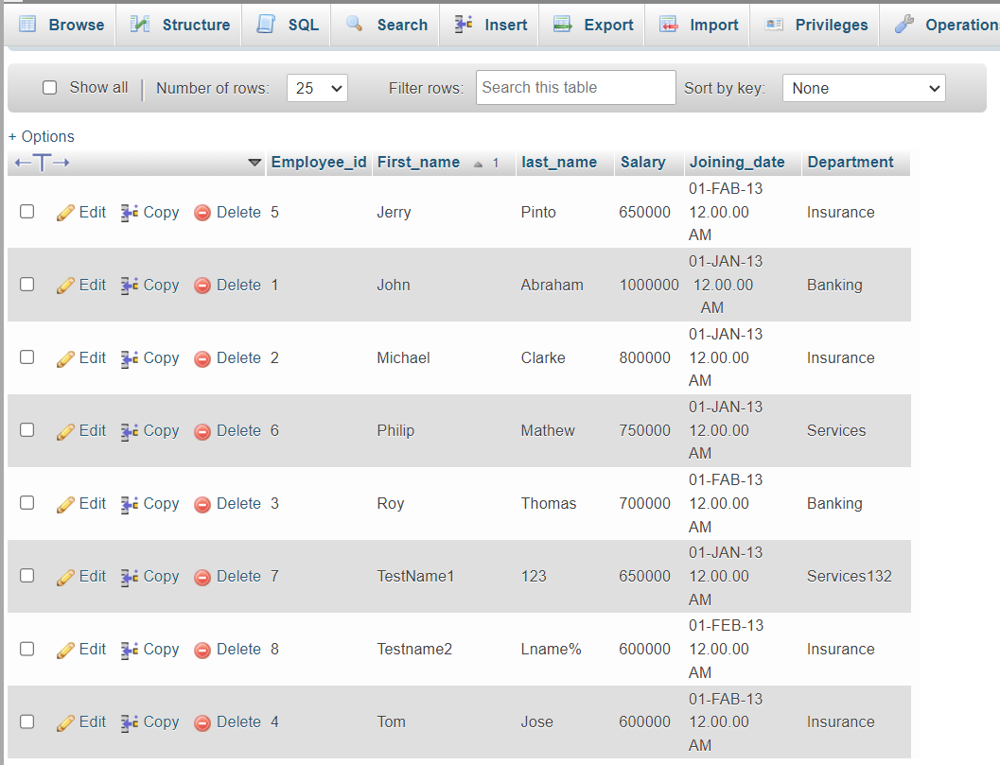 Browse Structure SQL Search Insert Export Import Privileges Operation
Show all Number of rows: 25 Filter rows: Search this table Sort by key: None
+ Options
←T→ Employee_id First_name 1 last_name Salary Joining_date Department
01-FAB-13
Edit Copy Delete 5 Jerry Pinto 650000 12.00.00 Insurance
AM
01-JAN-13
Edit Copy Delete 1 John Abraham 1000000 12.00.00 Banking
AM
01-JAN-13
Edit Copy Delete 2 Michael Clarke 800000 12.00.00 Insurance
AM
01-JAN-13
Edit Copy Delete 6 Philip Mathew 750000 12.00.00 Services
AM
01-FAB-13
Edit Copy Delete 3 Roy Thomas 700000 12.00.00 Banking
AM
01-JAN-13
Edit Copy Delete 7 TestName1 123 650000 12.00.00 Services132
AM
01-FEB-13
Edit Copy Delete 8 Testname2 Lname% 600000 12.00.00 Insurance
AM
01-FAB-13
Edit Copy Delete 4 Tom Jose 600000 12.00.00 Insurance
AM